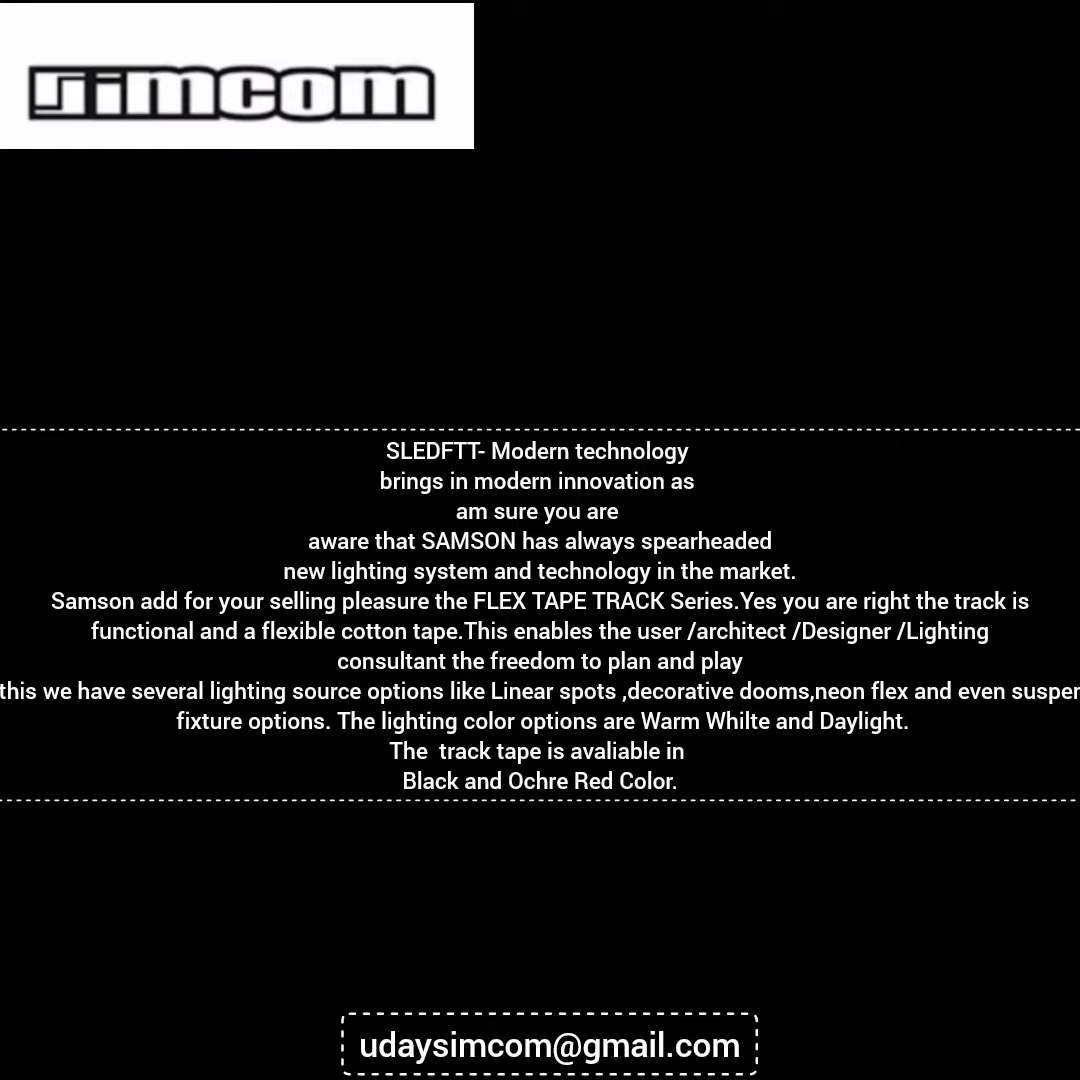 simcom
SLEDFTT- Modern technology
brings in modern innovation as
am sure you are
aware that SAMSON has always spearheaded
new lighting system and technology in the market.
Samson add for your selling pleasure the FLEX TAPE TRACK Series.Yes you are right the track is
functional and a flexible cotton tape.This enables the user /architect /Designer /Lighting
consultant the freedom to plan and play
this we have several lighting source options like Linear spots ,decorative dooms,neon flex and even suspen
fixture options. The lighting color options are Warm Whilte and Daylight.
The  track tape is avaliable in
Black and Ochre Red Color.
udaysimcom@gmail.com